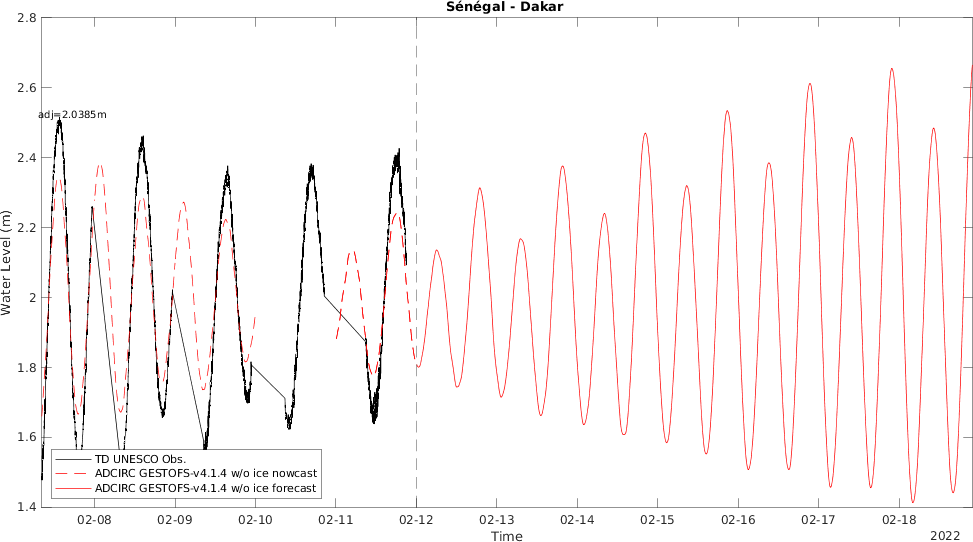 Sénégal - Dakar
2.8
2.6
2.4
2.2
2
1.8
1.6
1.4
Water Level (m)
adj=2.0385m
TD UNESCO Obs.
ADCIRC GESTOFS-v4.1.4 w/o ice nowcast
ADCIRC GESTOFS-v4.1.4 w/o ice forecast
02-08 02-09 02-10 02-11 02-12 02-13 02-14 02-15 02-16 02-17 02-18
Time
2022